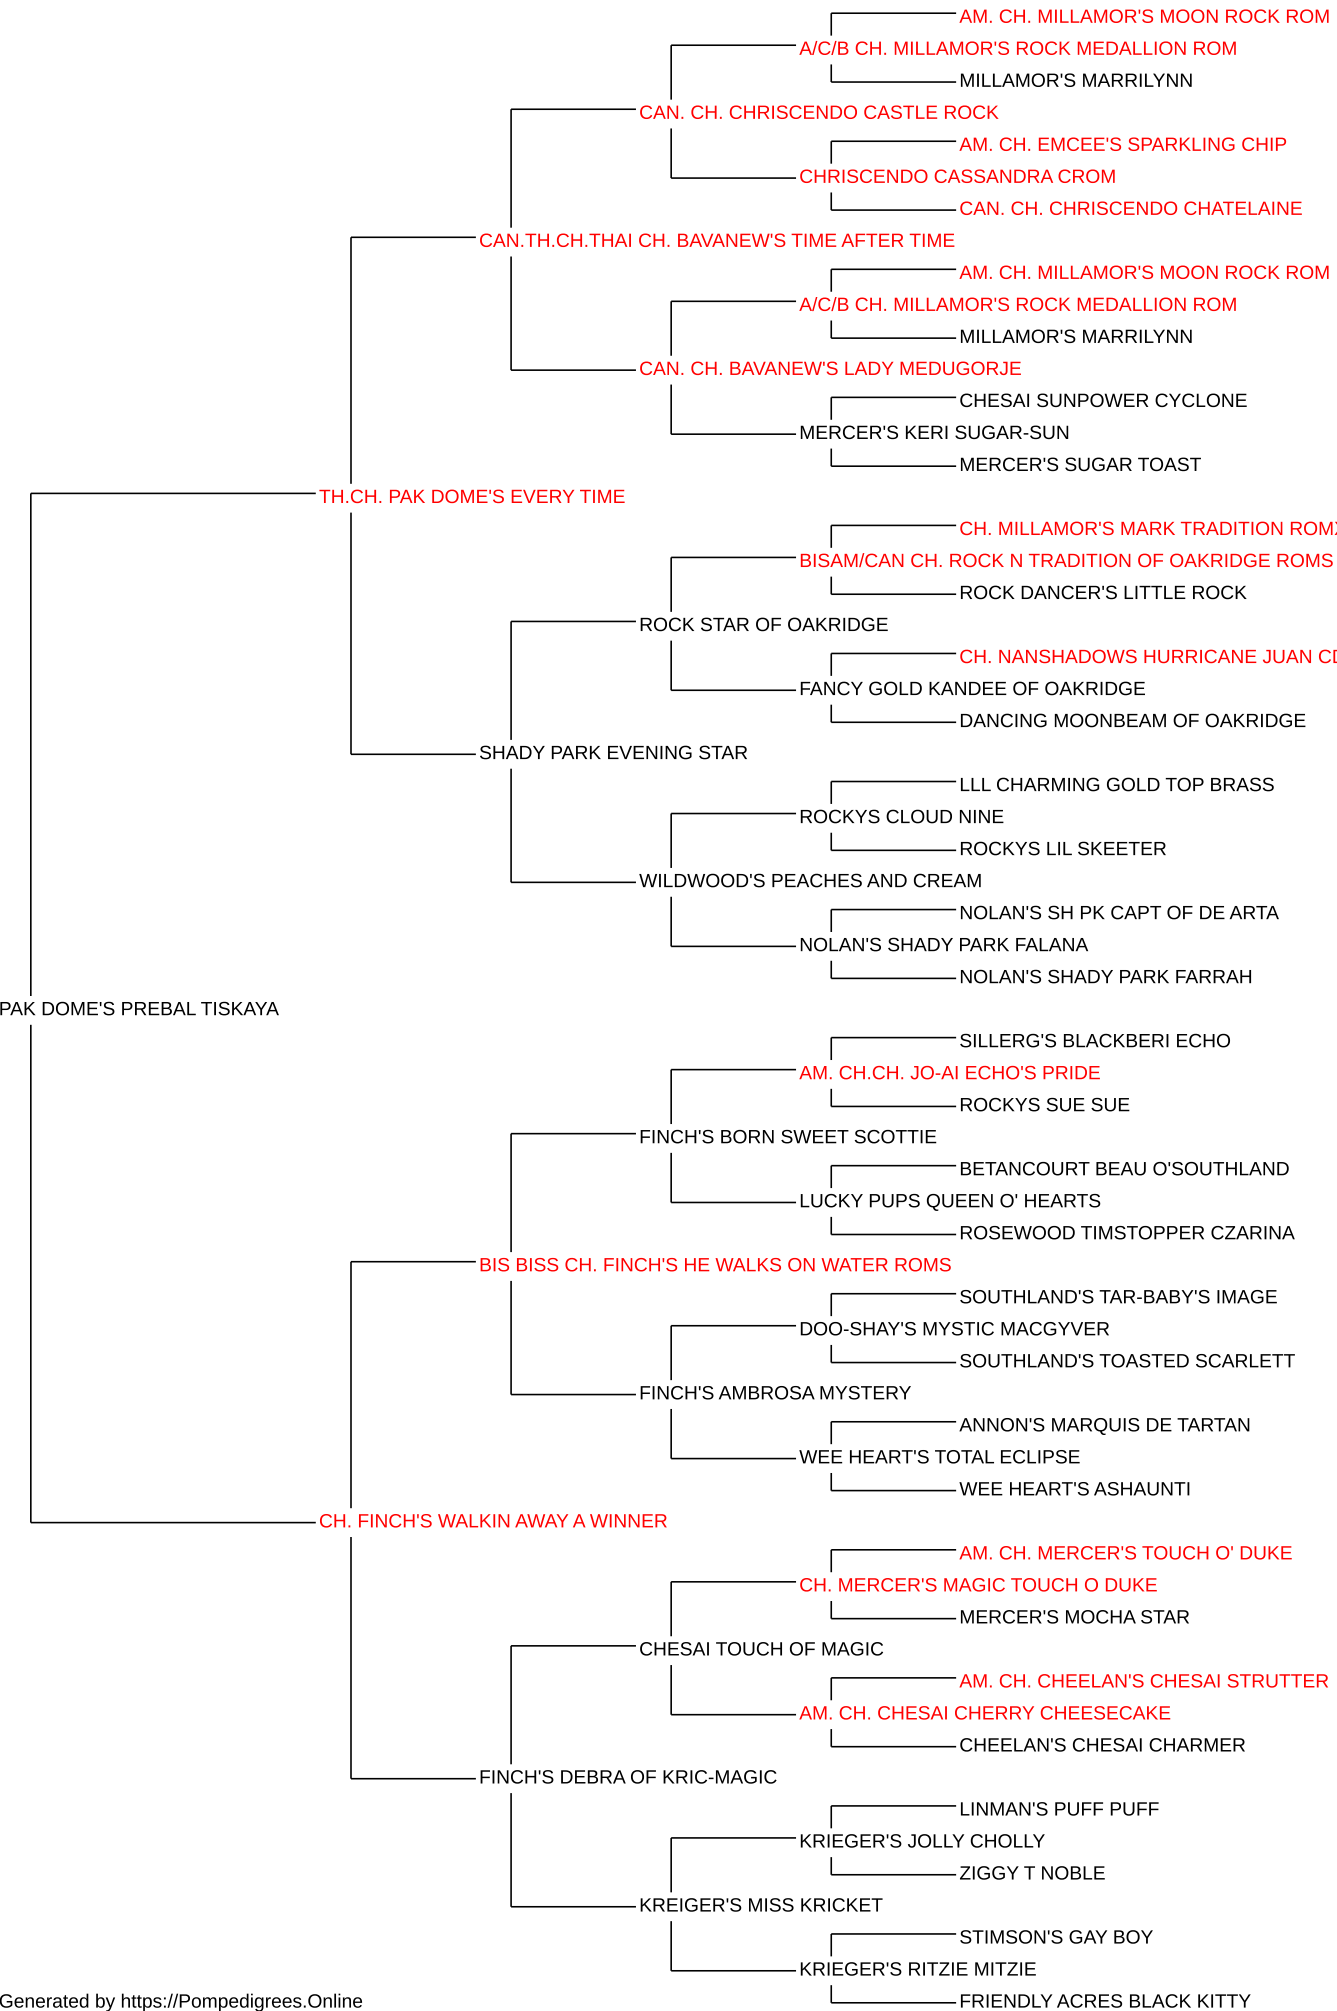 AM. CH. MILLAMOR'S MOON ROCK ROM
A/C/B CH. MILLAMOR'S ROCK MEDALLION ROM
MILLAMOR'S MARRILYNN
CAN. CH. CHRISCENDO CASTLE ROCK
AM. CH. EMCEE'S SPARKLING CHIP
CHRISCENDO CASSANDRA CROM
CAN. CH. CHRISCENDO CHATELAINE
CAN.TH.CH.THAI CH. BAVANEW'S TIME AFTER TIME
AM. CH. MILLAMOR'S MOON ROCK ROM
A/C/B CH. MILLAMOR'S ROCK MEDALLION ROM
MILLAMOR'S MARRILYNN
CAN. CH. BAVANEW'S LADY MEDUGORJE
CHESAI SUNPOWER CYCLONE
MERCER'S KERI SUGAR-SUN
MERCER'S SUGAR TOAST
TH.CH. PAK DOME'S EVERY TIME
CH. MILLAMOR'S MARK TRADITION ROMX
BISAM/CAN CH. ROCK N TRADITION OF OAKRIDGE ROMS
ROCK DANCER'S LITTLE ROCK
ROCK STAR OF OAKRIDGE
CH. NANSHADOWS HURRICANE JUAN CD
FANCY GOLD KANDEE OF OAKRIDGE
DANCING MOONBEAM OF OAKRIDGE
SHADY PARK EVENING STAR
LLL CHARMING GOLD TOP BRASS
ROCKYS CLOUD NINE
ROCKYS LIL SKEETER
WILDWOOD'S PEACHES AND CREAM
NOLAN'S SH PK CAPT OF DE ARTA
NOLAN'S SHADY PARK FALANA
NOLAN'S SHADY PARK FARRAH
PAK DOME'S PREBAL TISKAYA
SILLERG'S BLACKBERI ECHO
AM. CH.CH. JO-AI ECHO'S PRIDE
ROCKYS SUE SUE
FINCH'S BORN SWEET SCOTTIE
BETANCOURT BEAU O'SOUTHLAND
LUCKY PUPS QUEEN O' HEARTS
ROSEWOOD TIMSTOPPER CZARINA
BIS BISS CH. FINCH'S HE WALKS ON WATER ROMS
SOUTHLAND'S TAR-BABY'S IMAGE
DOO-SHAY'S MYSTIC MACGYVER
SOUTHLAND'S TOASTED SCARLETT
FINCH'S AMBROSA MYSTERY
ANNON'S MARQUIS DE TARTAN
WEE HEART'S TOTAL ECLIPSE
WEE HEART'S ASHAUNTI
CH. FINCH'S WALKIN AWAY A WINNER
AM. CH. MERCER'S TOUCH O' DUKE
CH. MERCER'S MAGIC TOUCH O DUKE
MERCER'S MOCHA STAR
CHESAI TOUCH OF MAGIC
AM. CH. CHEELAN'S CHESAI STRUTTER
AM. CH. CHESAI CHERRY CHEESECAKE
CHEELAN'S CHESAI CHARMER
FINCH'S DEBRA OF KRIC-MAGIC
LINMAN'S PUFF PUFF
KRIEGER'S JOLLY CHOLLY
ZIGGY T NOBLE
KREIGER'S MISS KRICKET
STIMSON'S GAY BOY
KRIEGER'S RITZIE MITZIE
FRIENDLY ACRES BLACK KITTY
Generated by https://Pompedigrees.Online